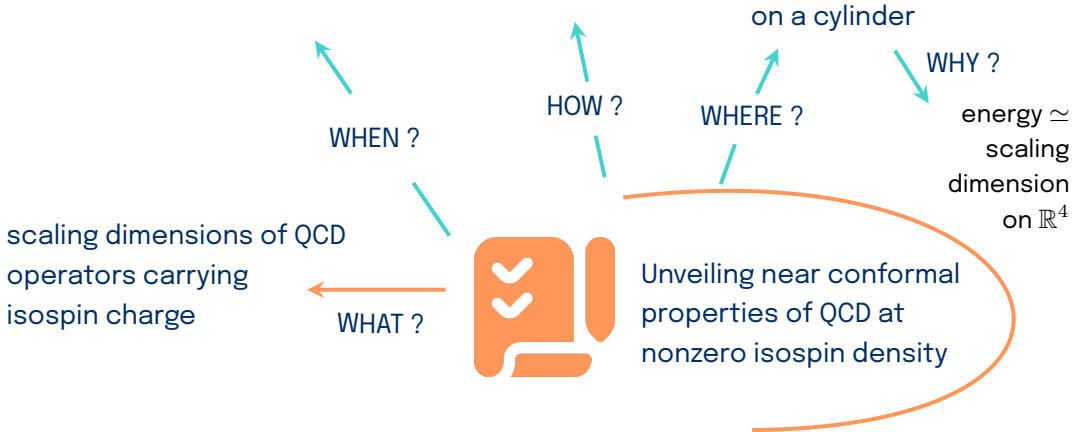 on a cylinder
WHY ?
HOW ?
WHERE ?
energy ≃
scaling
dimension
on ℝ⁴
WHEN ?
scaling dimensions of QCD
operators carrying
isospin charge
WHAT ?
Unveiling near conformal
properties of QCD at
nonzero isospin density